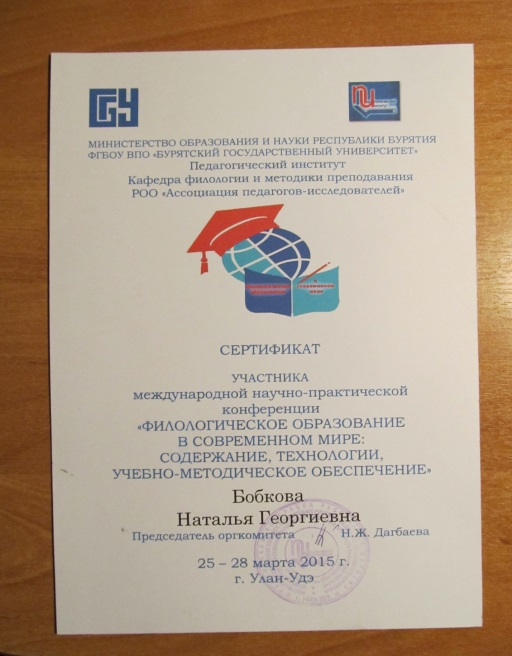 БГУ
ПИ
МИНИСТЕРСТВО ОБРАЗОВАНИЯ И НАУКИ РЕСПУБЛИКИ БУРЯТИЯ
ФГБОУ ВПО «БУРЯТСКИЙ ГОСУДАРСТВЕННЫЙ УНИВЕРСИТЕТ»
Педагогический институт
Кафедра филологии и методики преподавания
РОО «Ассоциация педагогов-исследователей»
СЕРТИФИКАТ
УЧАСТНИКА
международной научно-практической
конференции
«ФИЛОЛОГИЧЕСКОЕ ОБРАЗОВАНИЕ
В СОВРЕМЕННОМ МИРЕ:
СОДЕРЖАНИЕ, ТЕХНОЛОГИИ,
УЧЕБНО-МЕТОДИЧЕСКОЕ ОБЕСПЕЧЕНИЕ»
Бобкова
Наталья Георгиевна
Председатель оргкомитета Н.Ж. Дагбаева
25 – 28 марта 2015 г.
г. Улан-Удэ